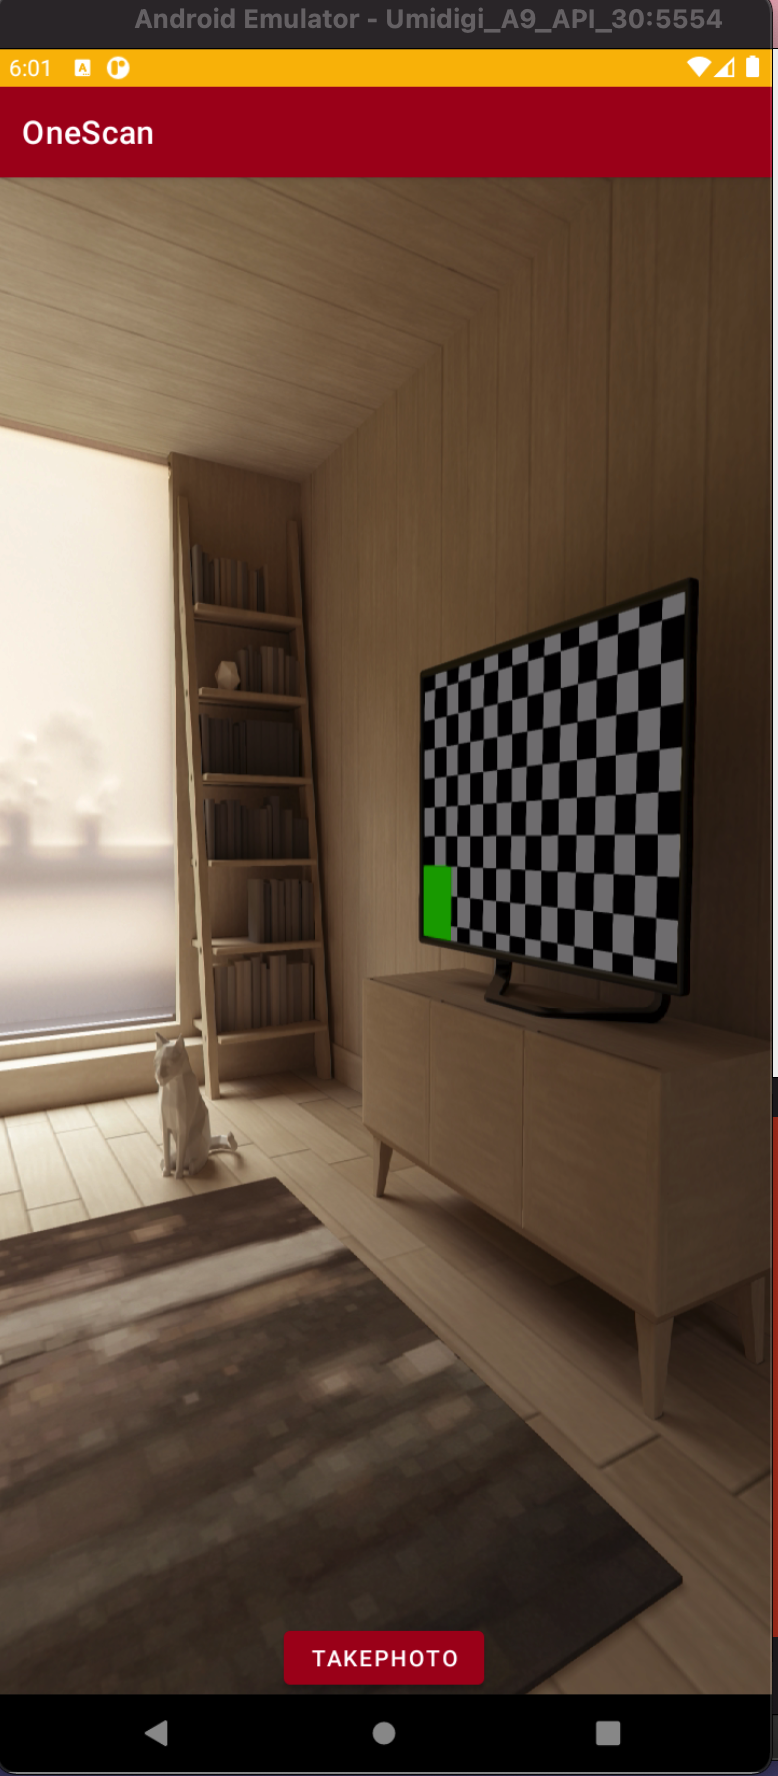 Android Emulator - Umidigi_A9_API_30:5554
6:01 A
OneScan
TAKEPHOTO